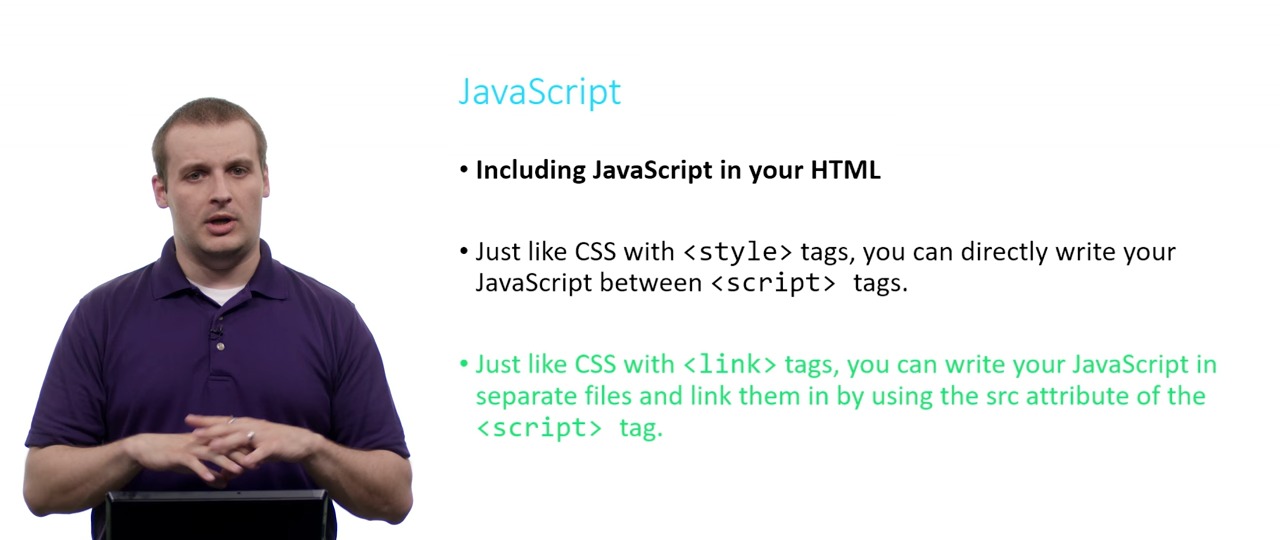 JavaScript
• Including JavaScript in your HTML
• Just like CSS with <style> tags, you can directly write your
JavaScript between <script> tags.
• Just like CSS with <link> tags, you can write your JavaScript in
separate files and link them in by using the src attribute of the
<script> tag.